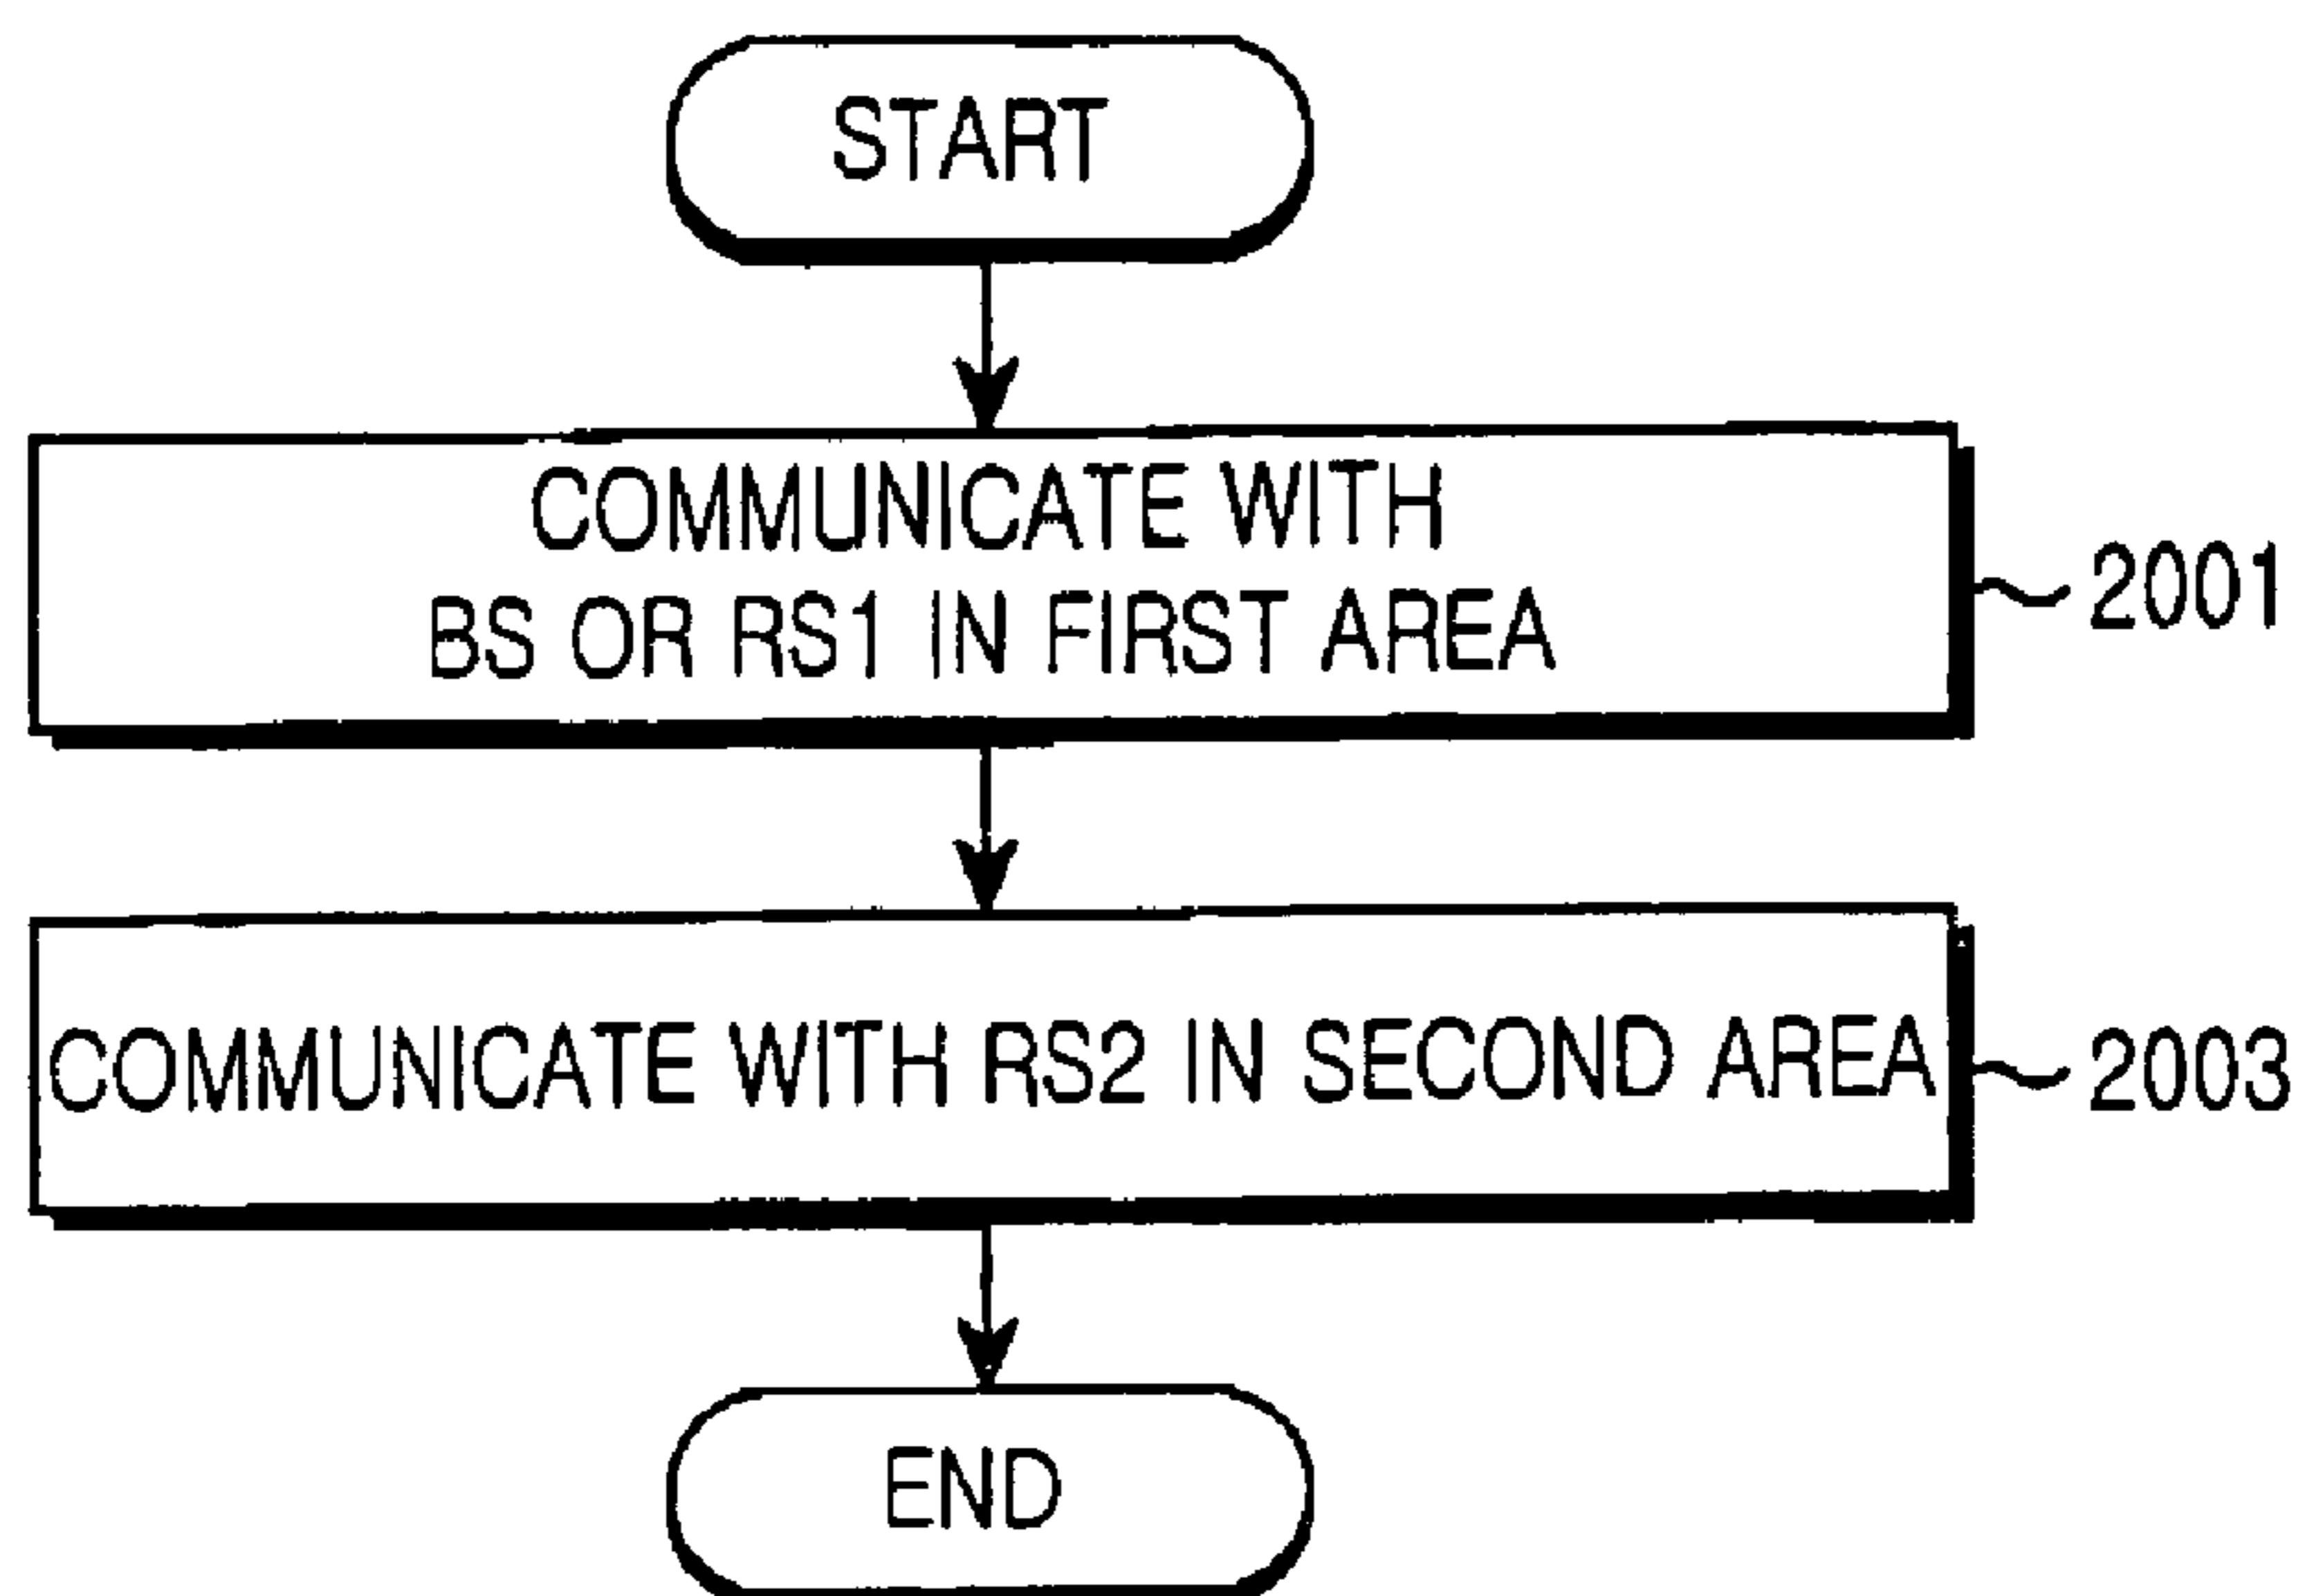 START
COMMUNICATE WITH
BS OR RS1 IN FIRST AREA
2001
COMMUNICATE WITH RS2 IN SECOND AREA
2003
END